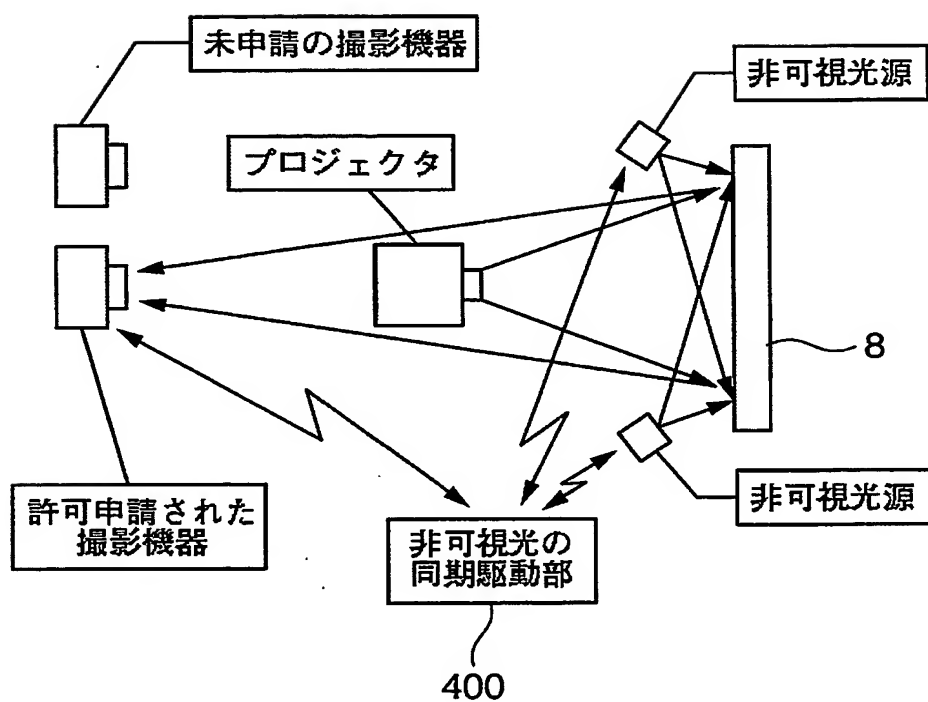 未申請の撮影機器
非可視光源
プロジェクタ
8
許可申請された
撮影機器
非可視光の
同期駆動部
非可視光源
400